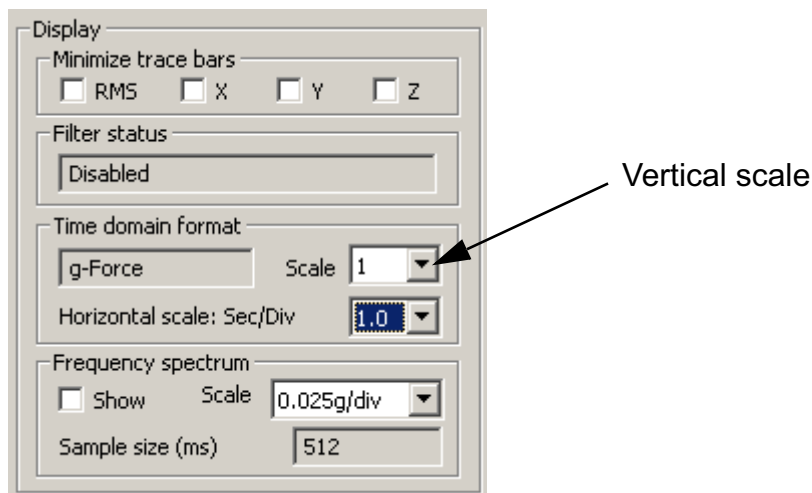 Display
Minimize trace bars
RMS X Y Z
Filter status
Disabled
Vertical scale
Time domain format
g-Force Scale 1
Horizontal scale: Sec/Div 1.0
Frequency spectrum
Show Scale 0.025g/div
Sample size (ms) 512